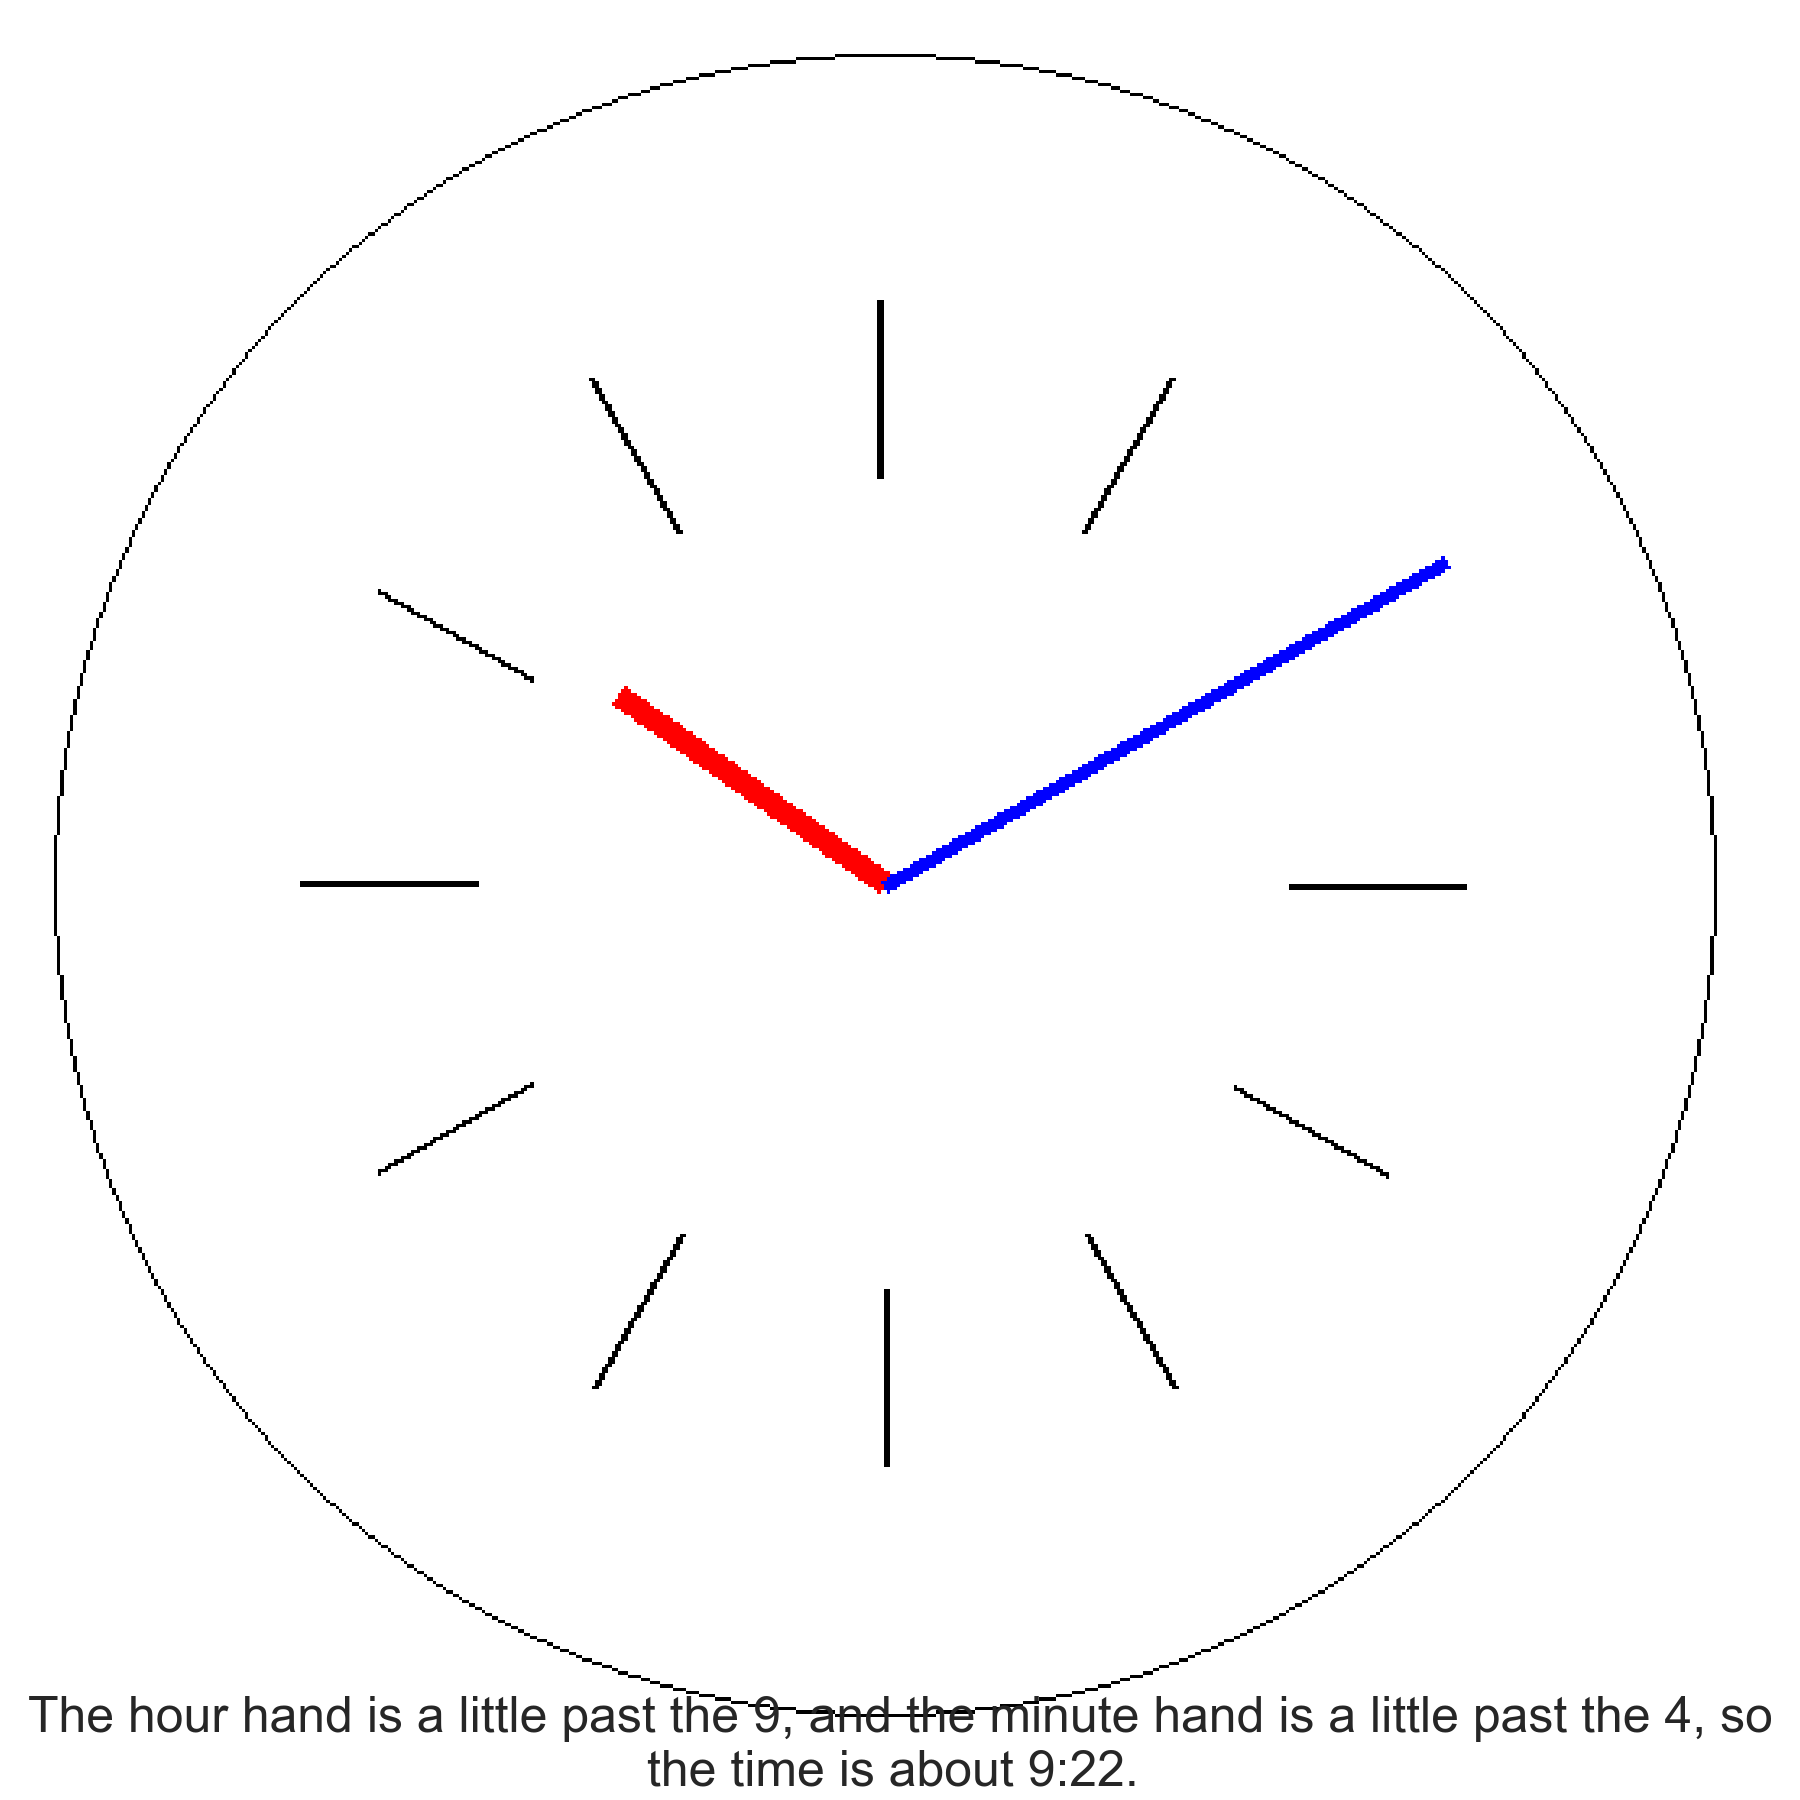 The hour hand is a little past the 9, and the minute hand is a little past the 4, so
the time is about 9:22.